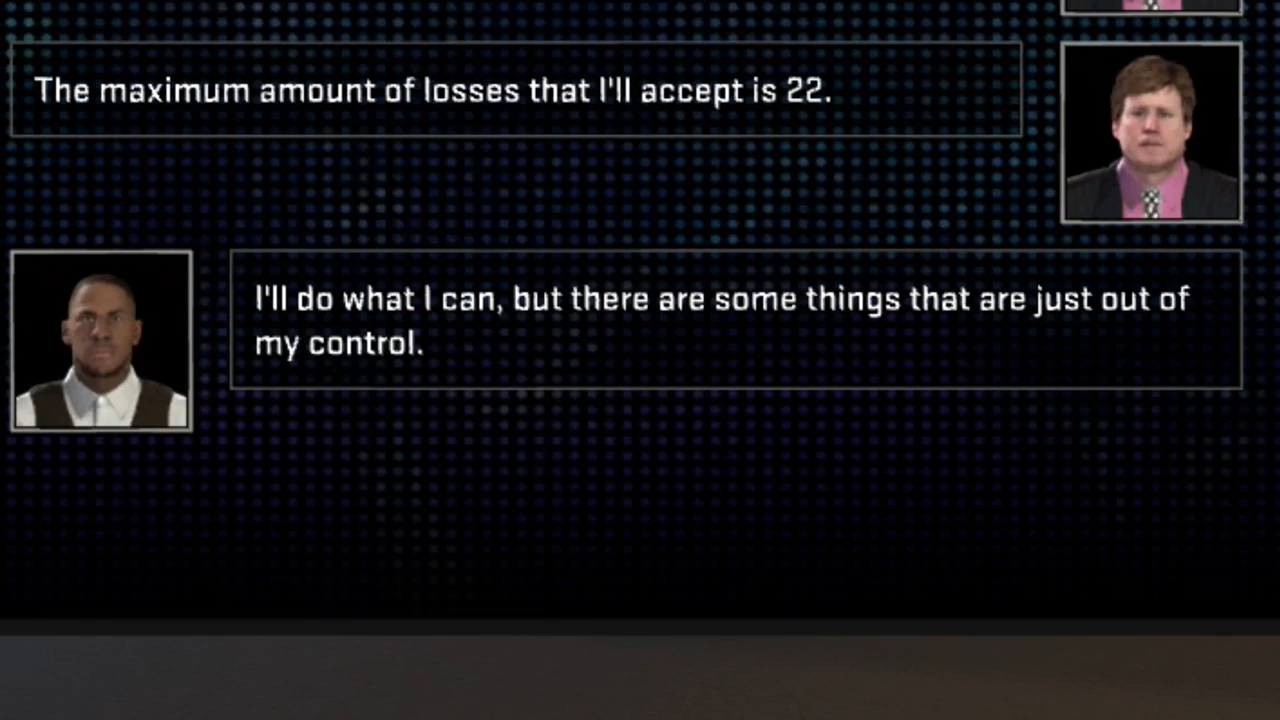 The maximum amount of losses that I'll accept is 22.
I'll do what I can, but there are some things that are just out of
my control.